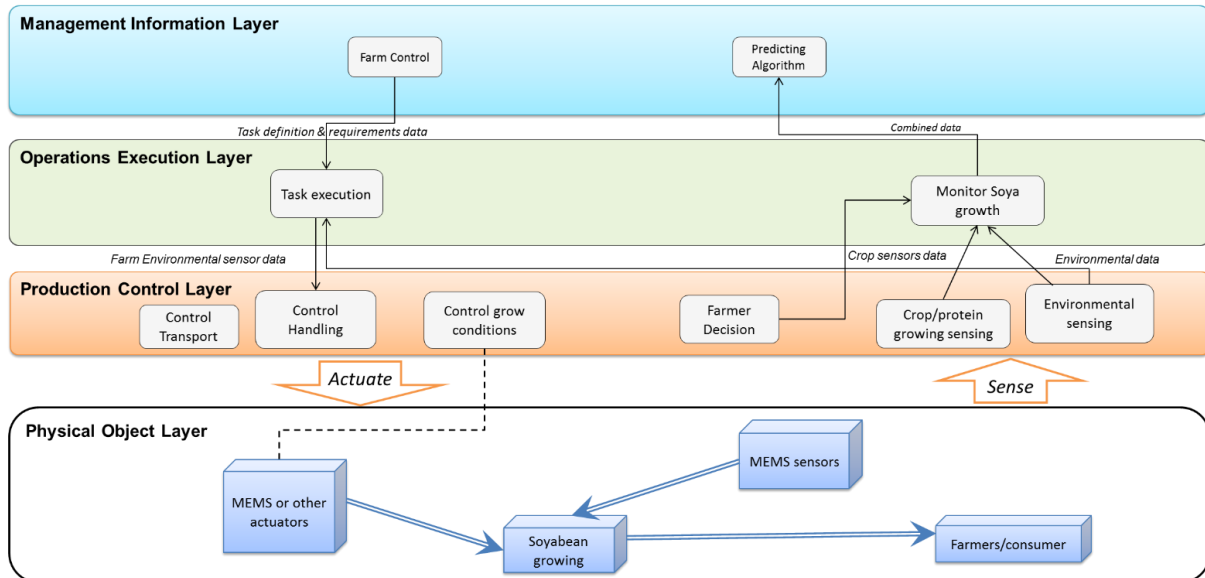 Management Information Layer
Farm Control
Predicting
Algorithm
Task definition & requirements data
Combined data
Operations Execution Layer
Task execution
Monitor Soya
growth
Farm Environmental sensor data
Crop sensors data
Environmental data
Production Control Layer
Control
Transport
Control
Handling
Control grow
conditions
Farmer
Decision
Crop/protein
growing sensing
Environmental
sensing
Actuate
Sense
Physical Object Layer
MEMS or other
actuators
MEMS sensors
Soyabean
growing
Farmers/consumer